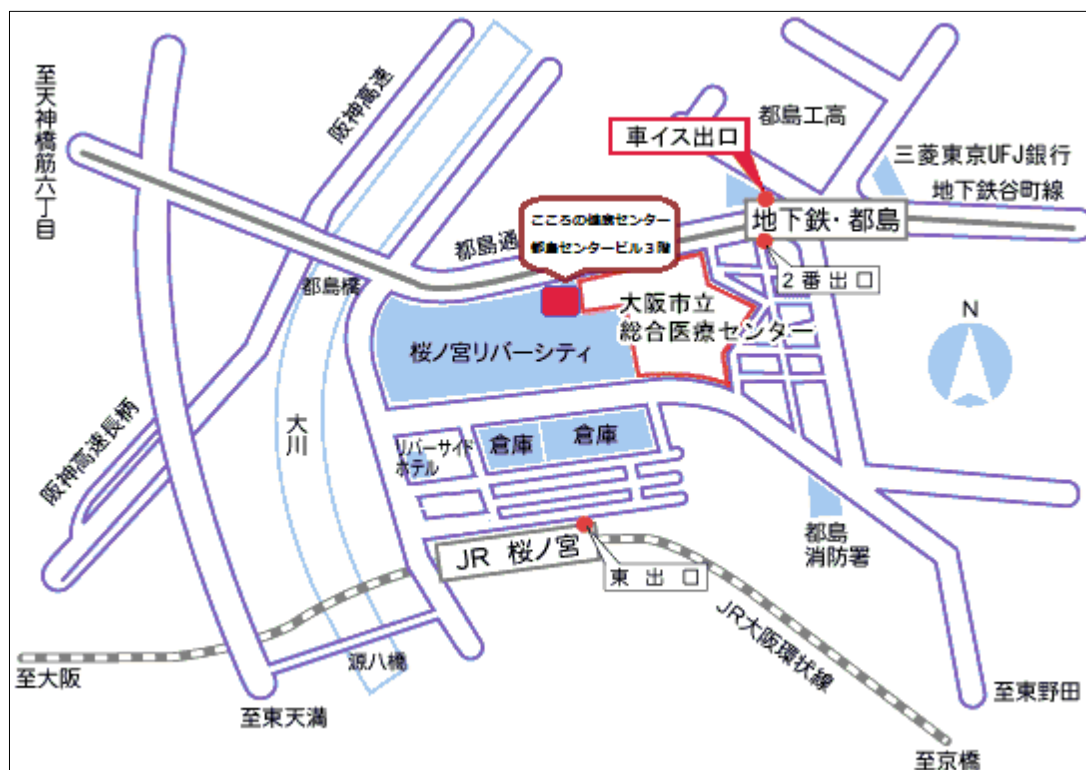 至天神橋筋六丁目
阪神高速
都島工高
車イス出口
三菱東京UFJ銀行
地下鉄谷町線
こころの健康センター
都島センタービル3階
地下鉄・都島
都島通
2番出口
都島橋
大阪市立
総合医療センター
N
桜ノ宮リバーシティ
阪神高速長柄
大川
リバーサイド
ホテル
倉庫
倉庫
都島
消防署
JR 桜ノ宮
東出口
JR大阪環状線
源八橋
至大阪
至東天満
至東野田
至京橋